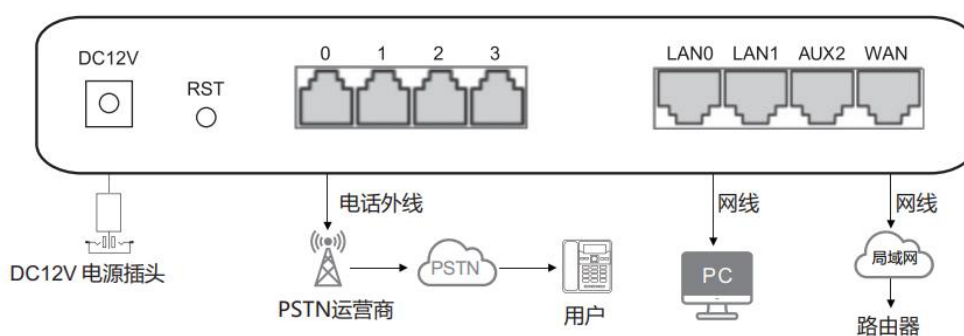 DC12V
RST
0 1 2 3
LAN0 LAN1 AUX2 WAN
电话外线
网线
网线
DC12V 电源插头
PSTN运营商
PSTN
用户
PC
局域网
路由器